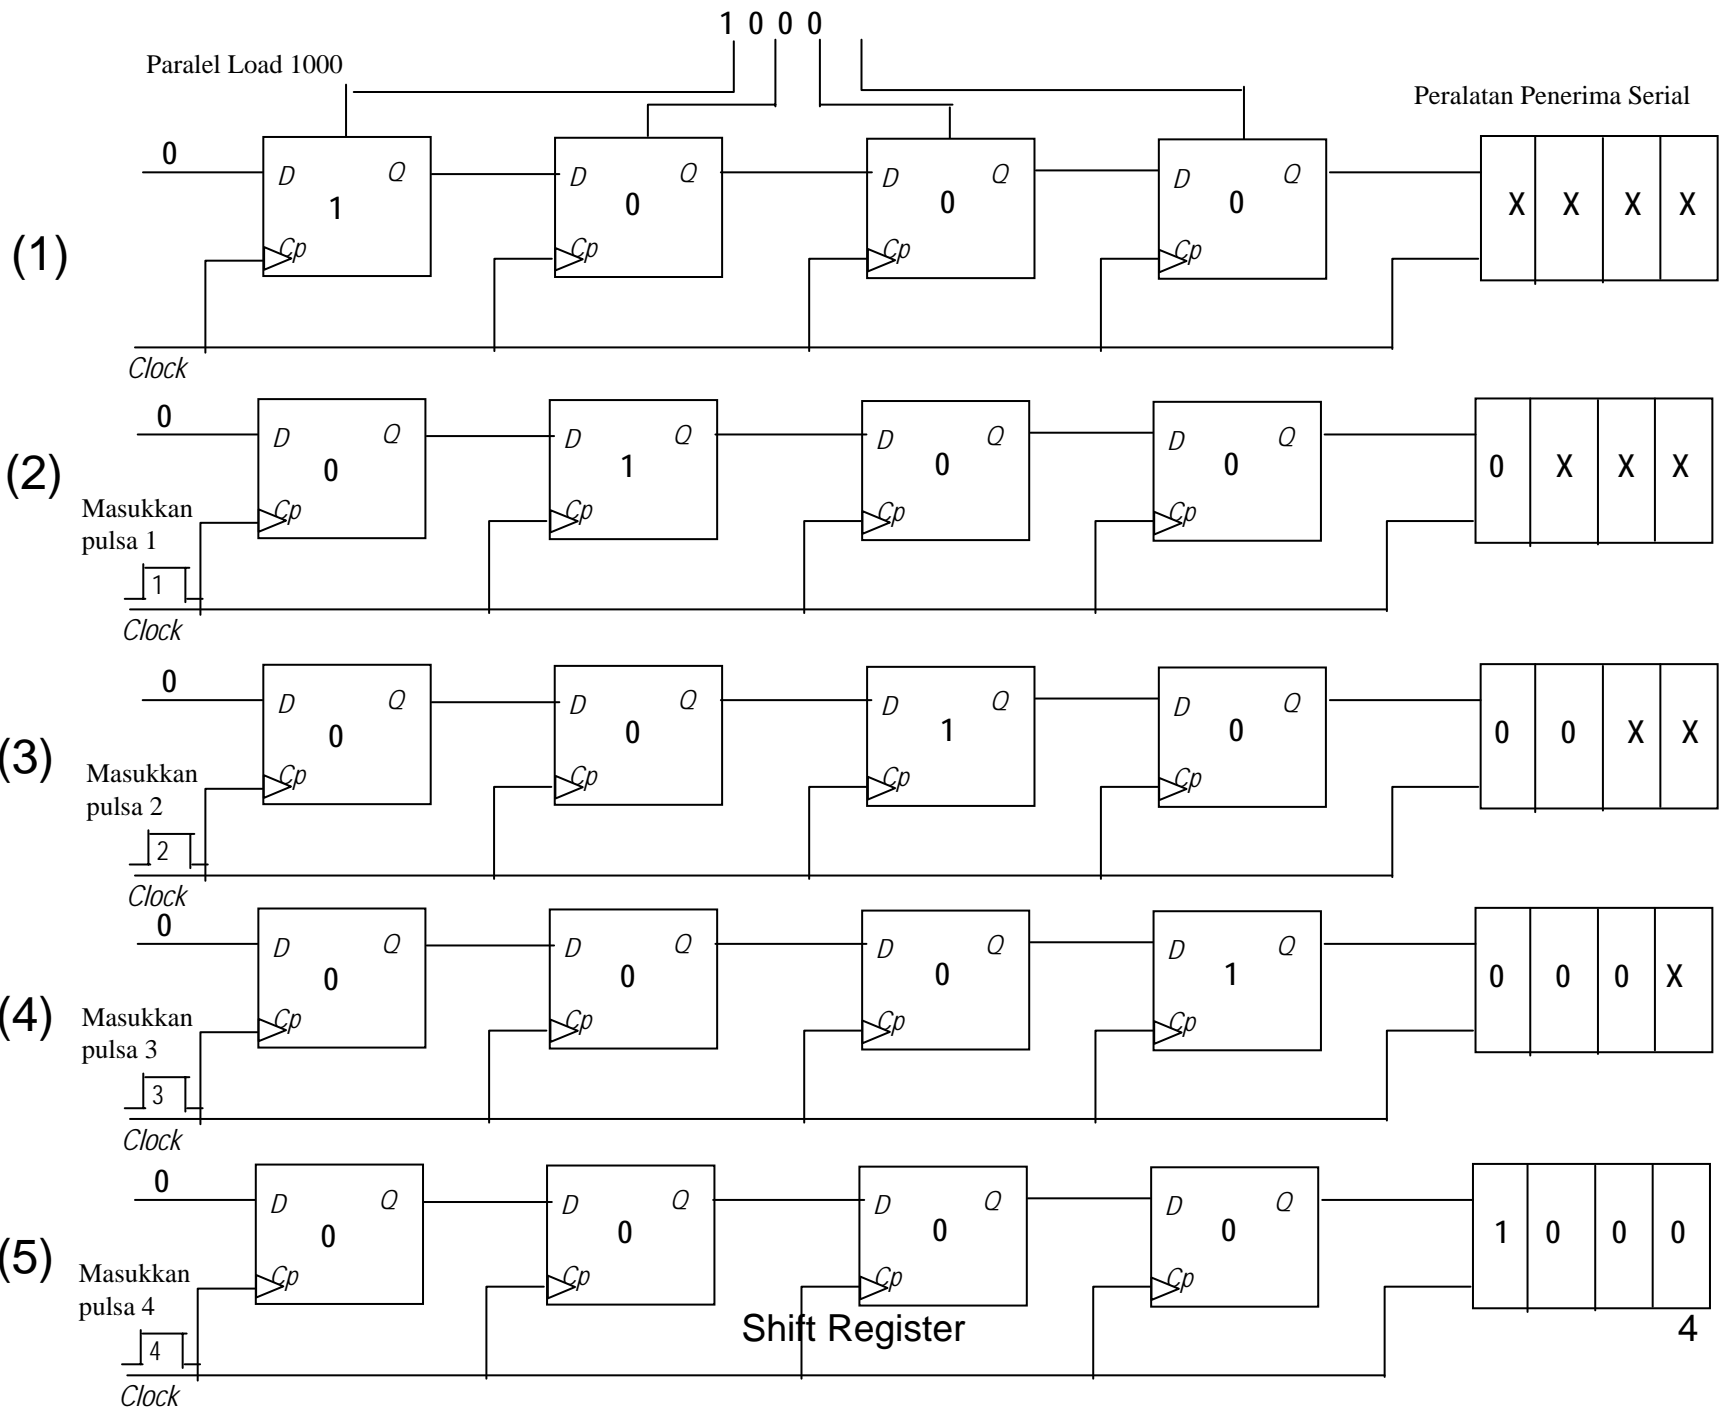 1 0 0 0
Paralel Load 1000
Peralatan Penerima Serial
0
D Q D Q D Q D Q
1 0 0 0 X X X X
(1)
Cp Cp Cp Cp
Clock
0
D Q D Q D Q D Q
(2)
0 1 0 0 0 X X X
Masukkan
pulsa 1
Cp Cp Cp Cp
1
Clock
0
D Q D Q D Q D Q
(3)
0 0 1 0 0 0 X X
Masukkan
pulsa 2
Cp Cp Cp Cp
2
Clock
0
D Q D Q D Q D Q
0 0 0 1 0 0 0 X
(4)
Masukkan
pulsa 3
Cp Cp Cp Cp
3
Clock
0
D Q D Q D Q D Q
0 0 0 0 1 0 0 0
(5)
Masukkan
pulsa 4
Cp Cp Cp Cp
Shift Register 4
4
Clock